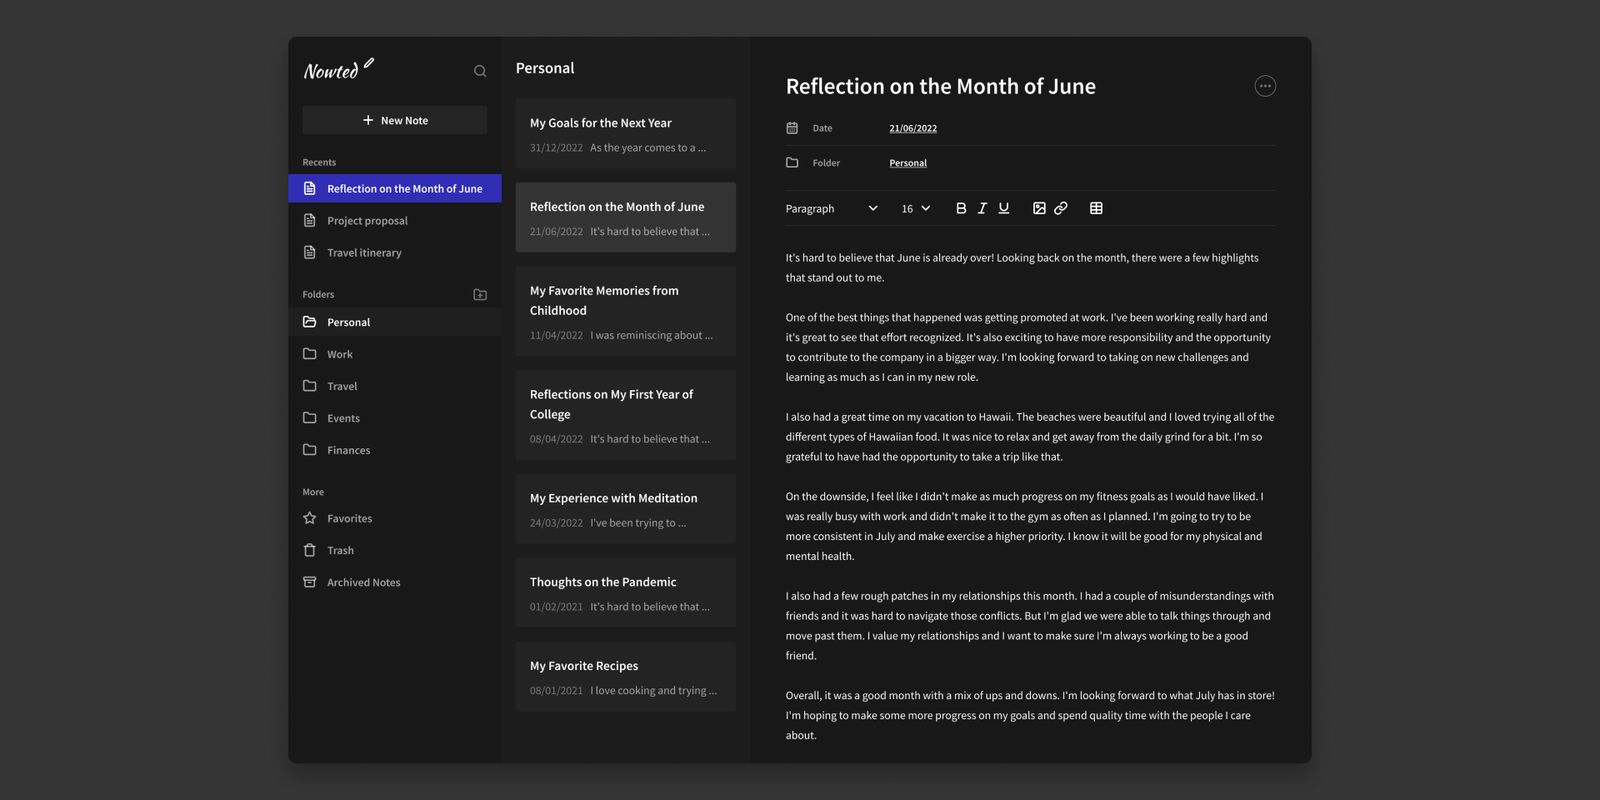 Nowted
New Note
Recents
Reflection on the Month of June
Project proposal
Travel itinerary
Folders
Personal
Work
Travel
Events
Finances
More
Favorites
Trash
Archived Notes
Personal
My Goals for the Next Year
31/12/2022 As the year comes to a ...
Reflection on the Month of June
21/06/2022 It's hard to believe that ...
My Favorite Memories from
Childhood
11/04/2022 I was reminiscing about ...
Reflections on My First Year of
College
08/04/2022 It's hard to believe that ...
My Experience with Meditation
24/03/2022 I've been trying to ...
Thoughts on the Pandemic
01/02/2021 It's hard to believe that ...
My Favorite Recipes
08/01/2021 I love cooking and trying ...
Reflection on the Month of June
Date 21/06/2022
Folder Personal
Paragraph 16 B I U
It's hard to believe that June is already over! Looking back on the month, there were a few highlights
that stand out to me.
One of the best things that happened was getting promoted at work. I've been working really hard and
it's great to see that effort recognized. It's also exciting to have more responsibility and the opportunity
to contribute to the company in a bigger way. I'm looking forward to taking on new challenges and
learning as much as I can in my new role.
I also had a great time on my vacation to Hawaii. The beaches were beautiful and I loved trying all of the
different types of Hawaiian food. It was nice to relax and get away from the daily grind for a bit. I'm so
grateful to have had the opportunity to take a trip like that.
On the downside, I feel like I didn't make as much progress on my fitness goals as I would have liked. I
was really busy with work and didn't make it to the gym as often as I planned. I'm going to try to be
more consistent in July and make exercise a higher priority. I know it will be good for my physical and
mental health.
I also had a few rough patches in my relationships this month. I had a couple of misunderstandings with
friends and it was hard to navigate those conflicts. But I'm glad we were able to talk things through and
move past them. I value my relationships and I want to make sure I'm always working to be a good
friend.
Overall, it was a good month with a mix of ups and downs. I'm looking forward to what July has in store!
I'm hoping to make some more progress on my goals and spend quality time with the people I care
about.